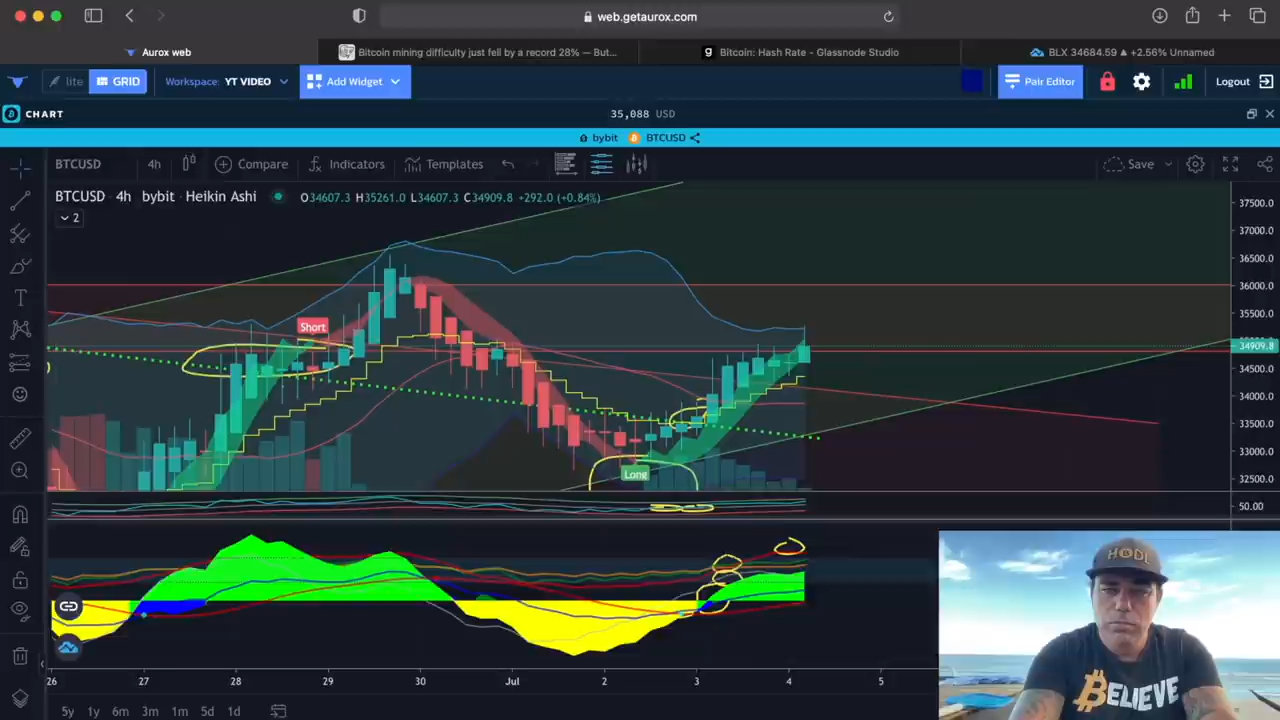 web.getaurox.com
Aurox web
Bitcoin mining difficulty just fell by a record 28% — But...
g Bitcoin: Hash Rate - Glassnode Studio
BLX 34684.59 ▲ +2.56% Unnamed
lite GRID Workspace: YT VIDEO Add Widget Pair Editor Logout
CHART 35,088 USD
bybit BTCUSD
BTCUSD 4h Compare Indicators Templates Save
BTCUSD 4h bybit Heikin Ashi O34607.3 H35261.0 L34607.3 C34909.8 +292.0 (+0.84%)
2
37500.0
37000.0
36500.0
36000.0
35500.0
34909.8
34500.0
34000.0
33500.0
33000.0
32500.0
50.00
Short
Long
26 27 28 29 30 Jul 2 3 4 5
5y 1y 6m 3m 1m 5d 1d
HODL
BELIEVE